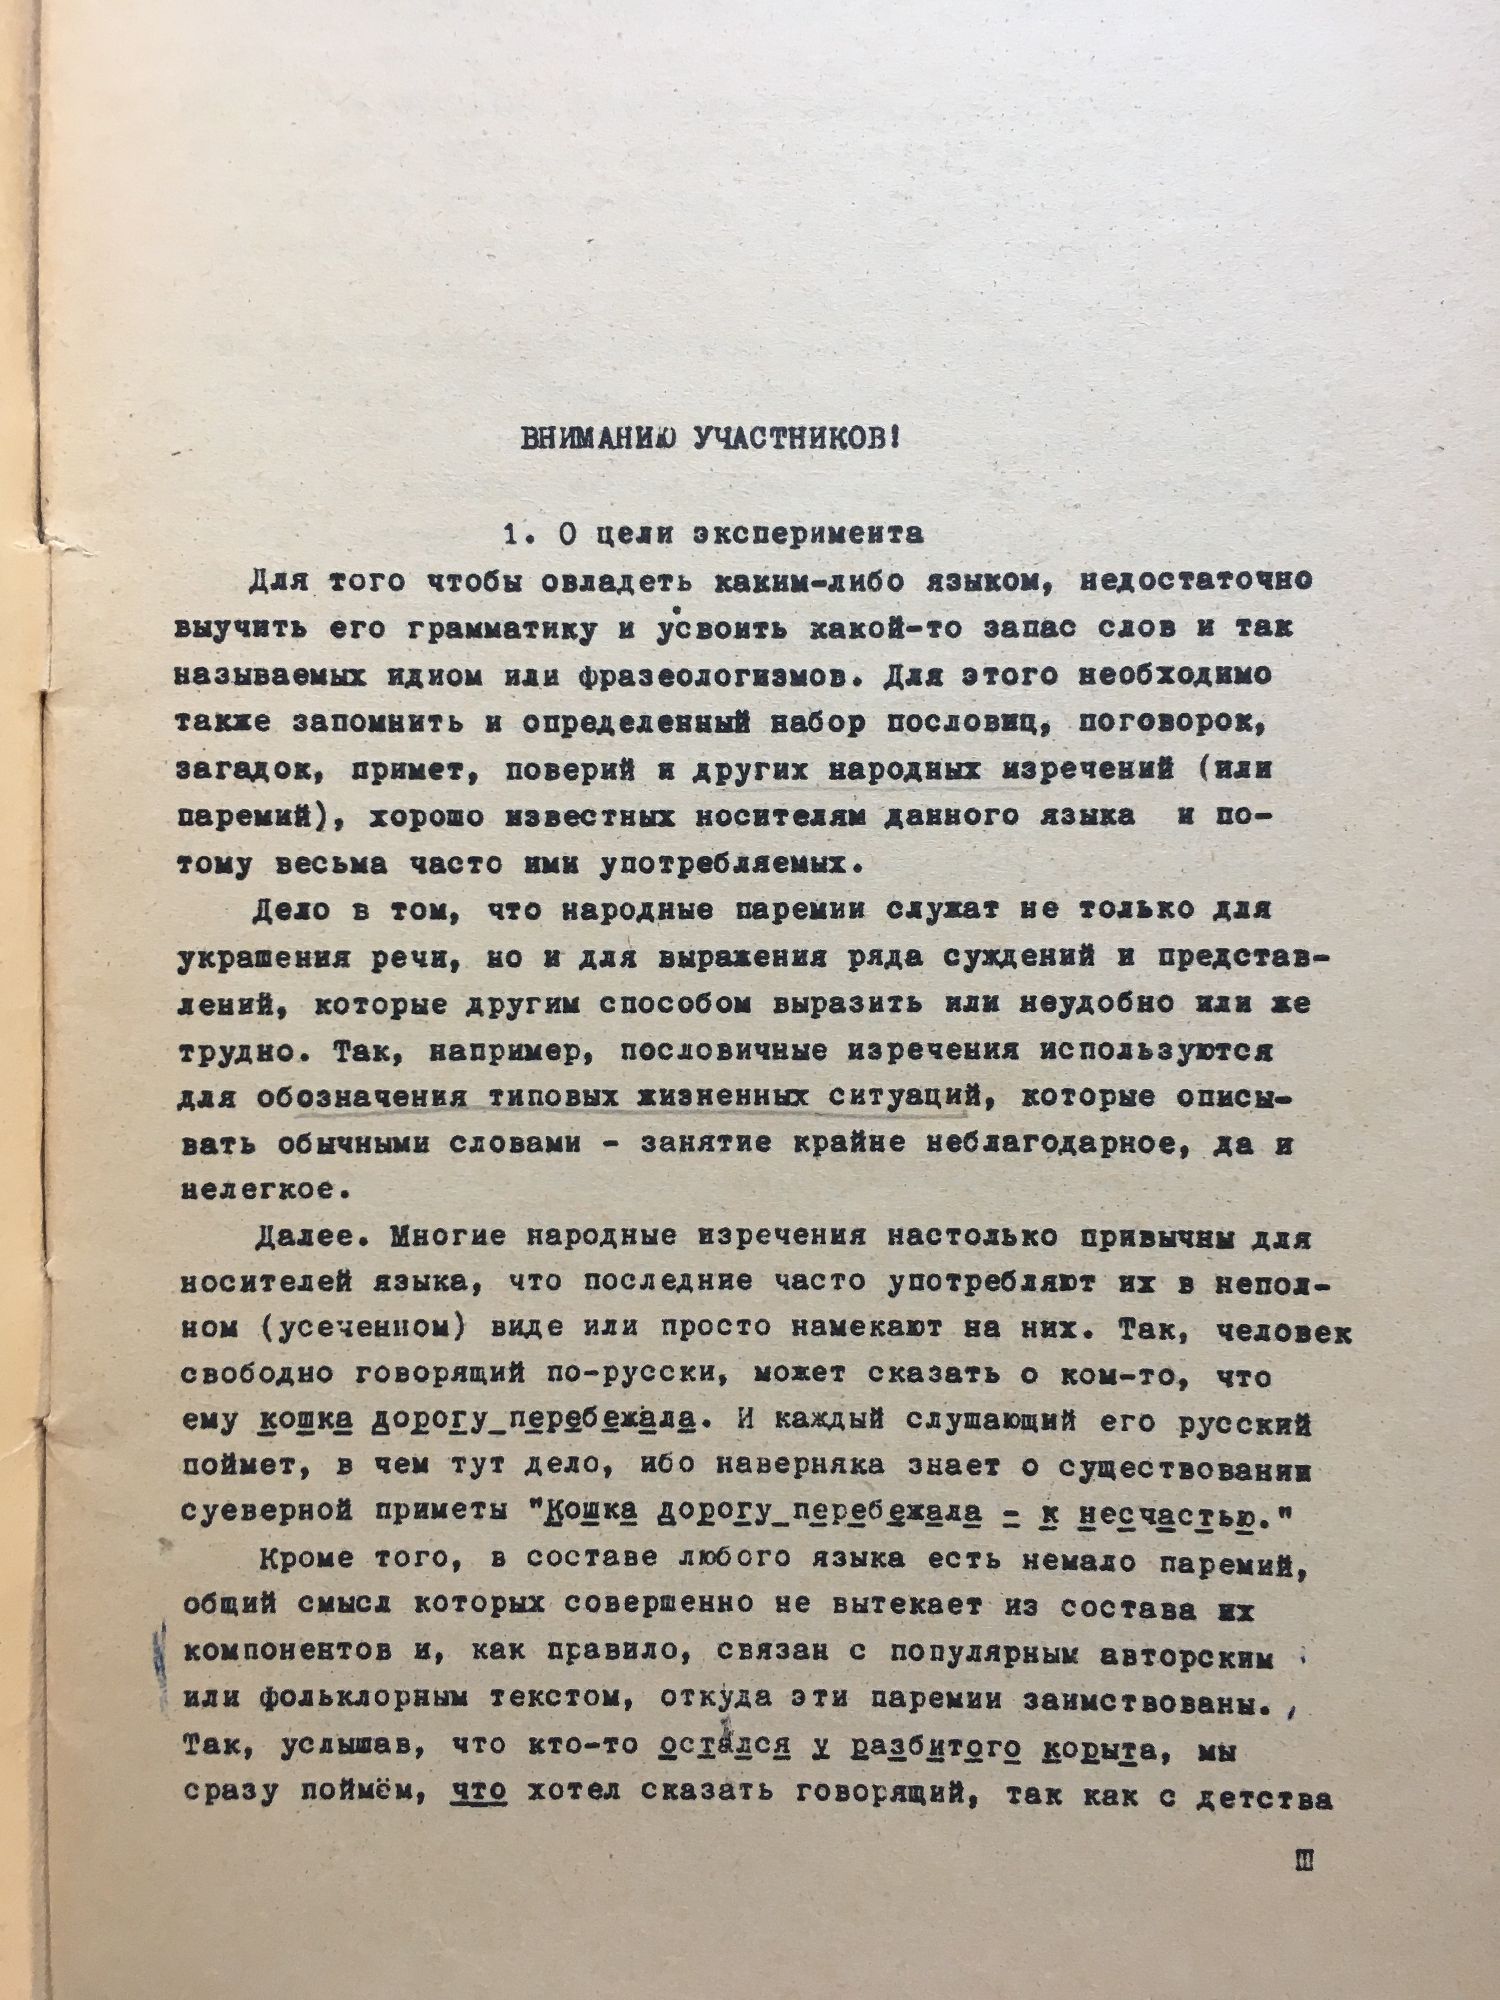 ВНИМАНИЮ УЧАСТНИКОВ!
1. О цели эксперимента
Для того чтобы овладеть каким-либо языком, недостаточно
выучить его грамматику и усвоить какой-то запас слов и так
называемых идиом или фразеологизмов. Для этого необходимо
также запомнить и определенный набор пословиц, поговорок,
загадок, примет, поверий и других народных изречений (или
паремий), хорошо известных носителям данного языка и по-
тому весьма часто ими употребляемых.
Дело в том, что народные паремии служат не только для
украшения речи, но и для выражения ряда суждений и представ-
лений, которые другим способом выразить или неудобно или же
трудно. Так, например, пословичные изречения используются
для обозначения типовых жизненных ситуаций, которые описы-
вать обычными словами - занятие крайне неблагодарное, да и
нелегкое.
Далее. Многие народные изречения настолько привычны для
носителей языка, что последние часто употребляют их в непол-
ном (усеченном) виде или просто намекают на них. Так, человек
свободно говорящий по-русски, может сказать о ком-то, что
ему кошка дорогу перебежала. И каждый слушающий его русский
поймет, в чем тут дело, ибо наверняка знает о существовании
суеверной приметы "Кошка дорогу перебежала - к несчастью."
Кроме того, в составе любого языка есть немало паремий,
общий смысл которых совершенно не вытекает из состава их
компонентов и, как правило, связан с популярным авторским
или фольклорным текстом, откуда эти паремии заимствованы.
Так, услышав, что кто-то остался у разбитого корыта, мы
сразу поймём, что хотел сказать говорящий, так как с детства
III